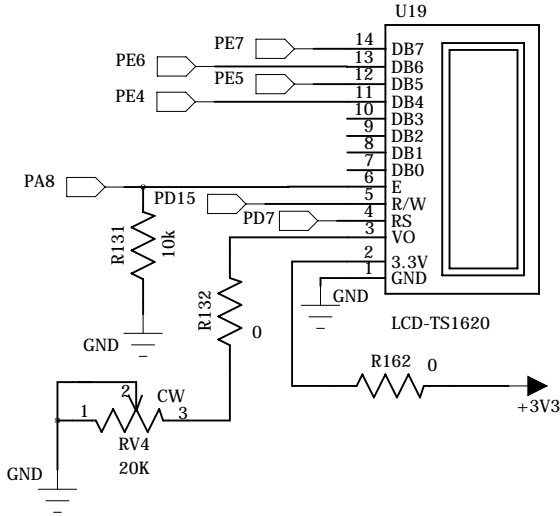 U19
PE7
14
DB7
PE6
13
DB6
PE5
12
DB5
PE4
11
DB4
10
DB3
9
DB2
8
DB1
7
DB0
PA8
6
E
PD15
5
R/W
PD7
4
RS
3
VO
R131
10k
2
3.3V
1
GND
GND
R132
0
LCD-TS1620
GND
R162
0
+3V3
2
CW
1
3
RV4
20K
GND